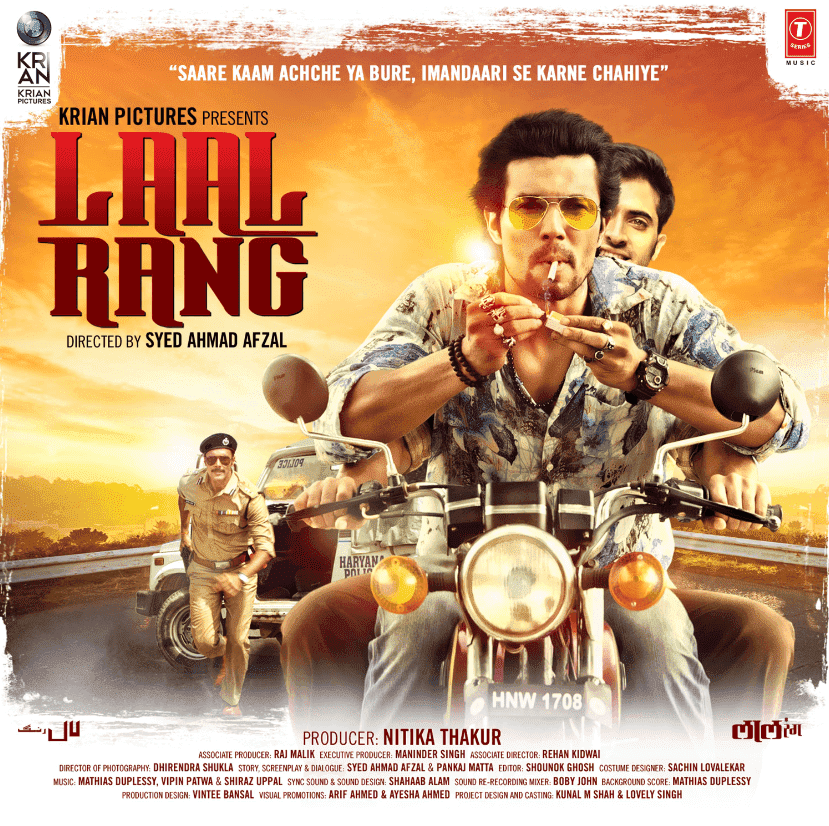 KR
AN
KRIAN
PICTURES
T
SERIES
MUSIC
“SAARE KAAM ACHCHE YA BURE, IMANDAARI SE KARNE CHAHIYE”
KRIAN PICTURES PRESENTS
LAAL
RANG
DIRECTED BY SYED AHMAD AFZAL
POLICE
HARYANA
POLICE
HNW 1708
لال رنگ
लाल रंग
PRODUCER: NITIKA THAKUR
ASSOCIATE PRODUCER: RAJ MALIK EXECUTIVE PRODUCER: MANINDER SINGH ASSOCIATE DIRECTOR: REHAN KIDWAI
DIRECTOR OF PHOTOGRAPHY: DHIRENDRA SHUKLA STORY, SCREENPLAY & DIALOGUE: SYED AHMAD AFZAL & PANKAJ MATTA EDITOR: SHOUNOK GHOSH COSTUME DESIGNER: SACHIN LOVALEKAR
MUSIC: MATHIAS DUPLESSY, VIPIN PATWA & SHIRAZ UPPAL SYNC SOUND & SOUND DESIGN: SHAHAAB ALAM SOUND RE-RECORDING MIXER: BOBY JOHN BACKGROUND SCORE: MATHIAS DUPLESSY
PRODUCTION DESIGN: VINTEE BANSAL VISUAL PROMOTIONS: ARIF AHMED & AYESHA AHMED PROJECT DESIGN AND CASTING: KUNAL M SHAH & LOVELY SINGH